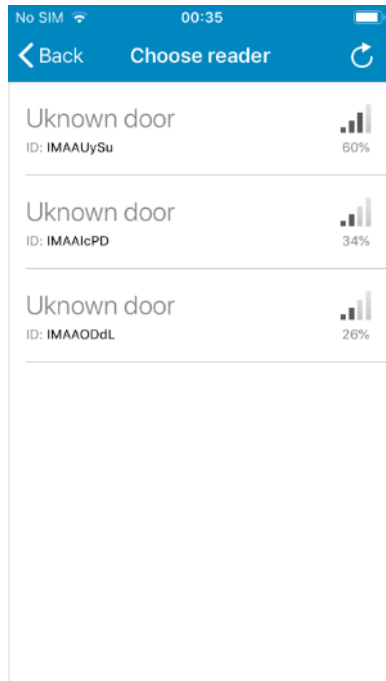 No SIM 00:35
Back Choose reader
Uknown door
ID: IMAAUySu
60%
Uknown door
ID: IMAAIcPD
34%
Uknown door
ID: IMAAODdL
26%